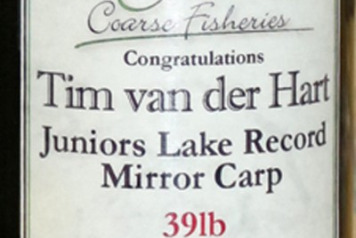 Coarse Fisheries
Congratulations
Tim van der Hart
Juniors Lake Record
Mirror Carp
39lb